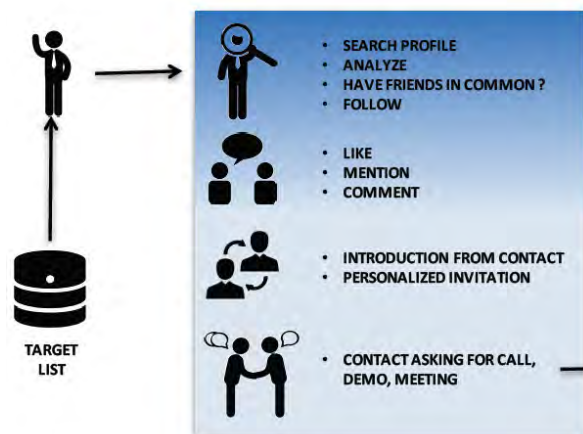 • SEARCH PROFILE
• ANALYZE
• HAVE FRIENDS IN COMMON ?
• FOLLOW
• LIKE
• MENTION
• COMMENT
• INTRODUCTION FROM CONTACT
• PERSONALIZED INVITATION
• CONTACT ASKING FOR CALL,
DEMO, MEETING
TARGET
LIST